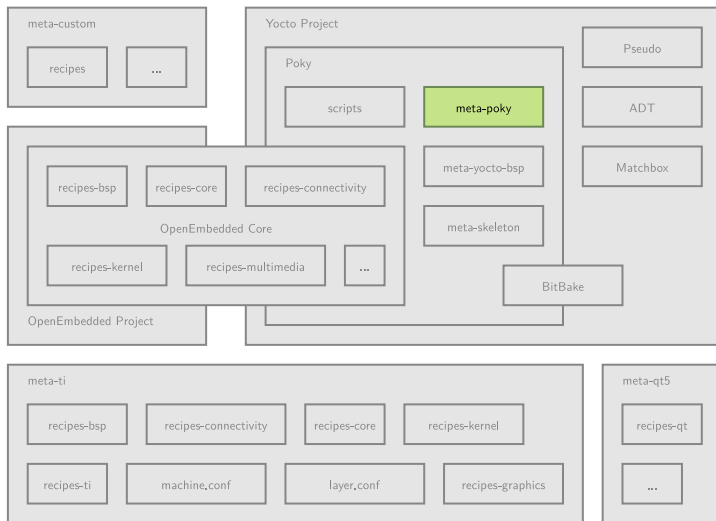 meta-custom
recipes
...
Yocto Project
Poky
scripts
meta-poky
meta-yocto-bsp
meta-skeleton
BitBake
Pseudo
ADT
Matchbox
recipes-bsp
recipes-core
recipes-connectivity
OpenEmbedded Core
recipes-kernel
recipes-multimedia
...
OpenEmbedded Project
meta-ti
recipes-bsp
recipes-connectivity
recipes-core
recipes-kernel
recipes-ti
machine.conf
layer.conf
recipes-graphics
meta-qt5
recipes-qt
...